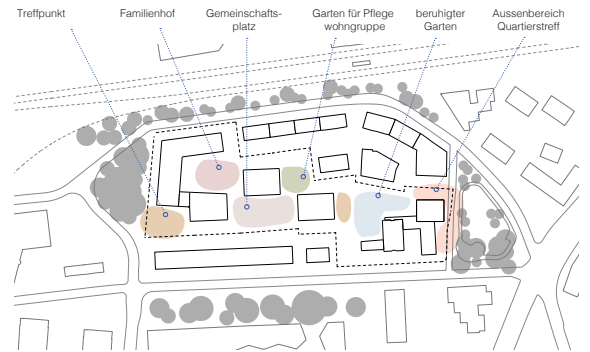 Treffpunkt
Familienhof
Gemeinschafts-
platz
Garten für Pflege
wohngruppe
beruhigter
Garten
Aussenbereich
Quartierstreff